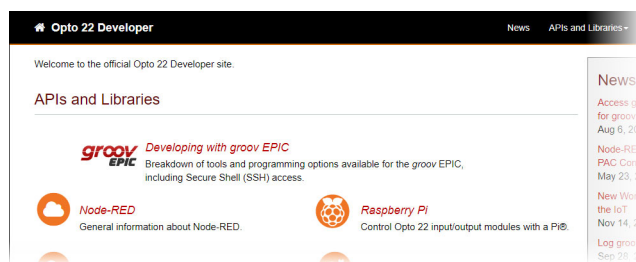 Opto 22 Developer News APIs and Libraries
Welcome to the official Opto 22 Developer site.
APIs and Libraries
groov EPIC
Developing with groov EPIC
Breakdown of tools and programming options available for the groov EPIC,
including Secure Shell (SSH) access.
Node-RED
General information about Node-RED.
Raspberry Pi
Control Opto 22 input/output modules with a Pi®.
News
Access
for groov
Aug 6,
Node-RE
PAC
May 23,
New
the IoT
Nov 14,
Log
Sep 28,